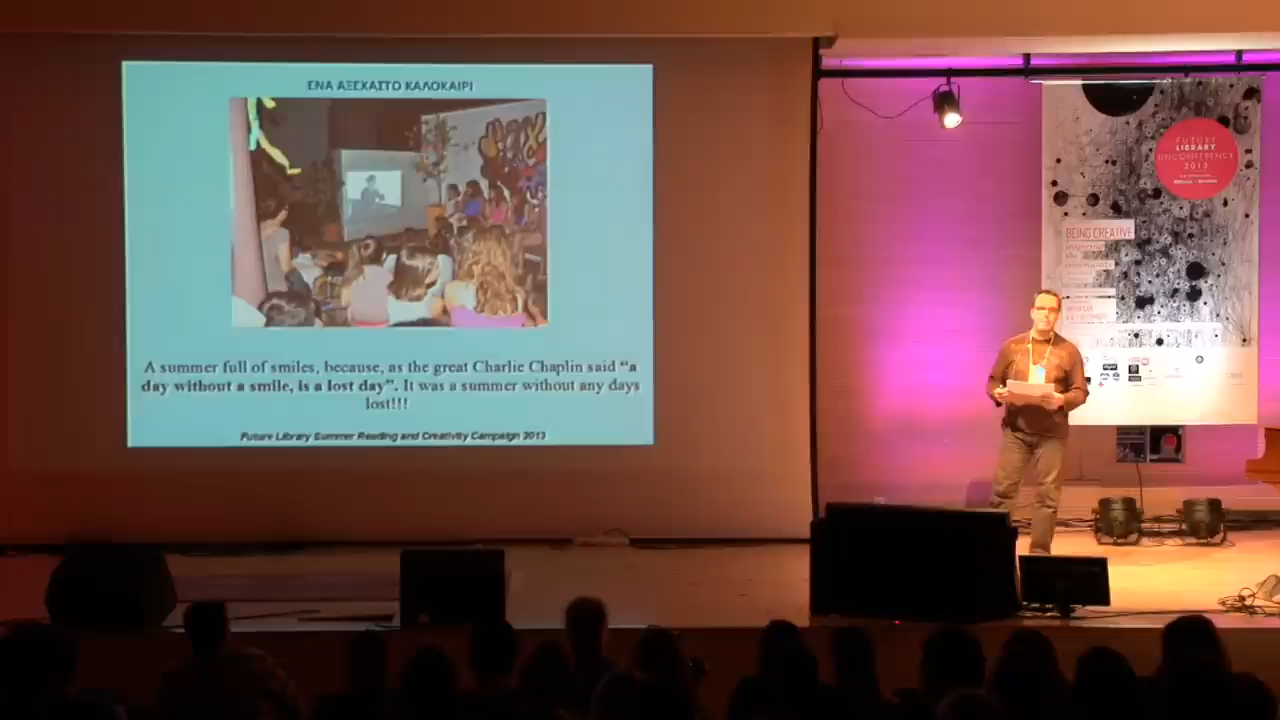 ΕΝΑ ΑΞΕΧΑΣΤΟ ΚΑΛΟΚΑΙΡΙ
A summer full of smiles, because, as the great Charlie Chaplin said “a
day without a smile, is a lost day”. It was a summer without any days
lost!!!
Future Library Summer Reading and Creativity Campaign 2013
FUTURE
LIBRARY
UNCONFERENCE
2013
BEING CREATIVE